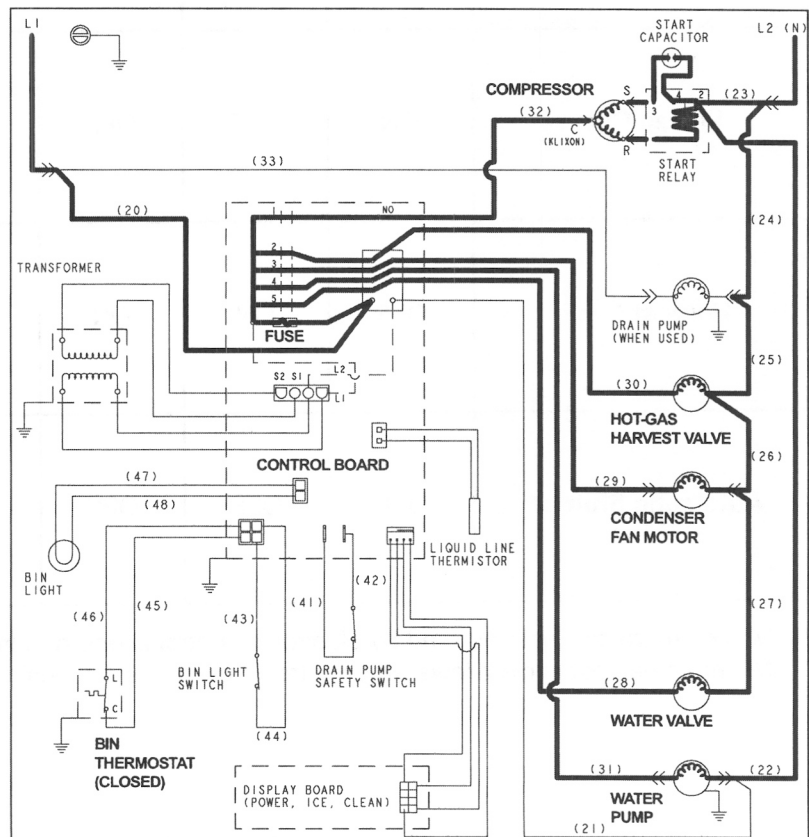 L1
START
CAPACITOR
L2 (N)
COMPRESSOR
(32)
S
4
2
(23)
3
C
(KLIXON)
R
START
RELAY
(33)
(20)
NO
(24)
2
3
4
5
TRANSFORMER
FUSE
DRAIN PUMP
(WHEN USED)
(25)
L2
S2 S1
L1
(30)
HOT-GAS
HARVEST VALVE
(26)
CONTROL BOARD
(47)
(48)
(29)
CONDENSER
FAN MOTOR
LIQUID LINE
THERMISTOR
BIN
LIGHT
(46)
(45)
(43)
(41)
(42)
(27)
BIN LIGHT
SWITCH
DRAIN PUMP
SAFETY SWITCH
L
C
(28)
WATER VALVE
(44)
BIN
THERMOSTAT
(CLOSED)
DISPLAY BOARD
(POWER, ICE, CLEAN)
(31)
(22)
WATER
PUMP
(21)